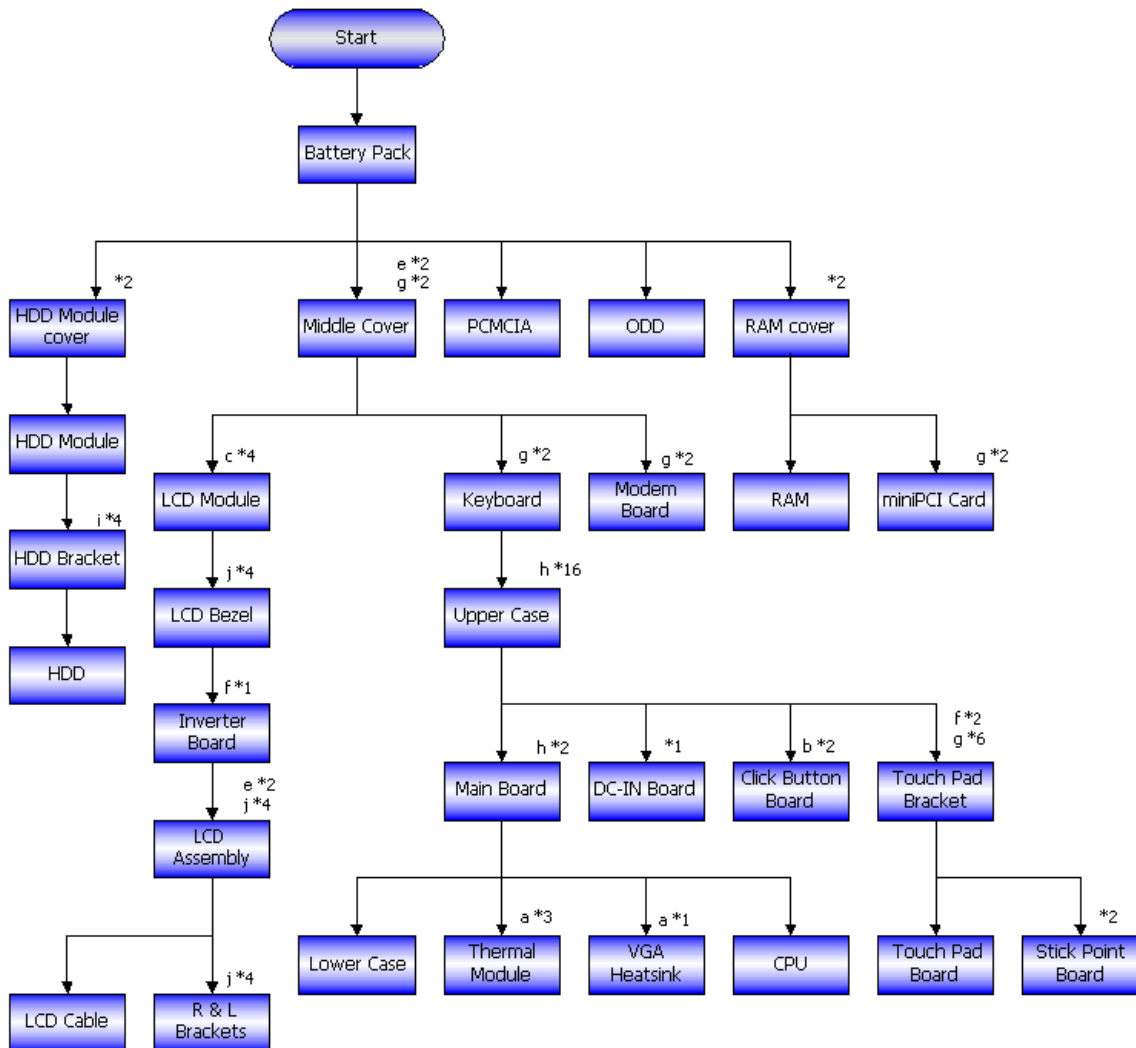 Start
Battery Pack
*2
e *2
g *2
*2
HDD Module
cover
Middle Cover
PCMCIA
ODD
RAM cover
HDD Module
c *4
g *2
g *2
g *2
LCD Module
Keyboard
Modem
Board
RAM
miniPCI Card
i *4
HDD Bracket
j *4
h *16
LCD Bezel
Upper Case
HDD
f *1
Inverter
Board
f *2
g *6
h *2
*1
b *2
Main Board
DC-IN Board
Click Button
Board
Touch Pad
Bracket
e *2
j *4
LCD
Assembly
a *3
a *1
*2
Lower Case
Thermal
Module
VGA
Heatsink
CPU
Touch Pad
Board
Stick Point
Board
j *4
LCD Cable
R & L
Brackets